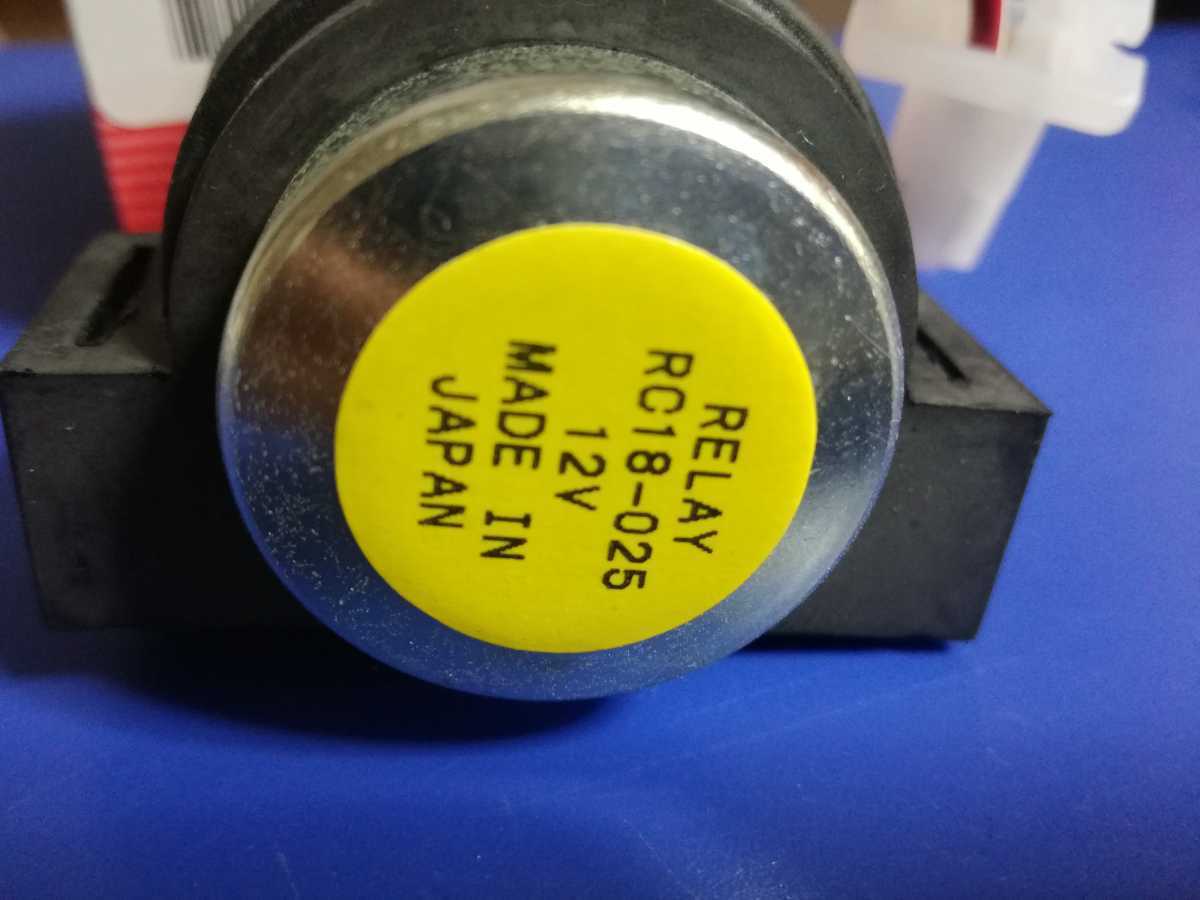 RELAY
RC18-025
12V
MADE IN
JAPAN